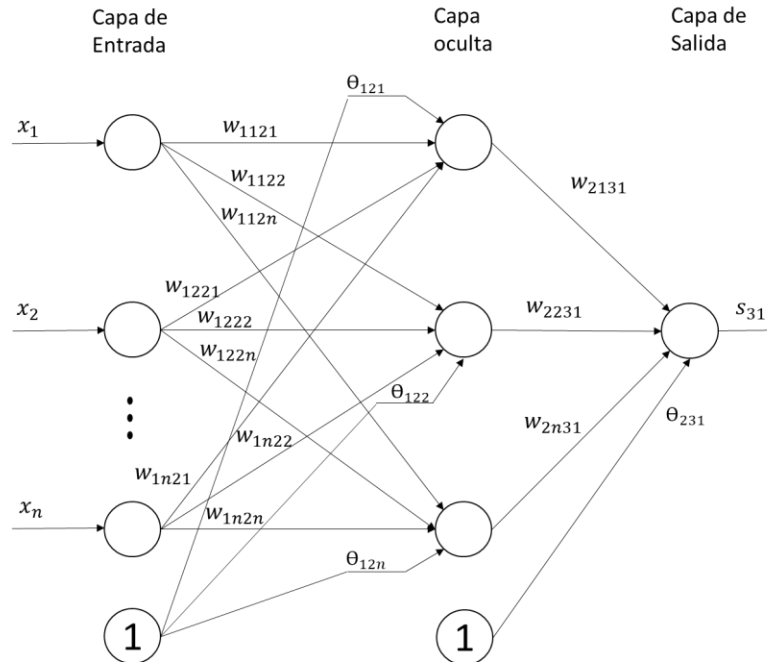 Capa de
Entrada
Capa
oculta
Capa de
Salida
θ₁₂₁
x₁
w₁₁₂₁
w₁₁₂₂
w₁₁₂ₙ
w₂₁₃₁
w₁₂₂₁
x₂
w₁₂₂₂
w₂₂₃₁
s₃₁
w₁₂₂ₙ
θ₁₂₂
θ₂₃₁
w₂ₙ₃₁
w₁ₙ₂₂
w₁ₙ₂₁
xₙ
w₁ₙ₂ₙ
θ₁₂ₙ
1
1